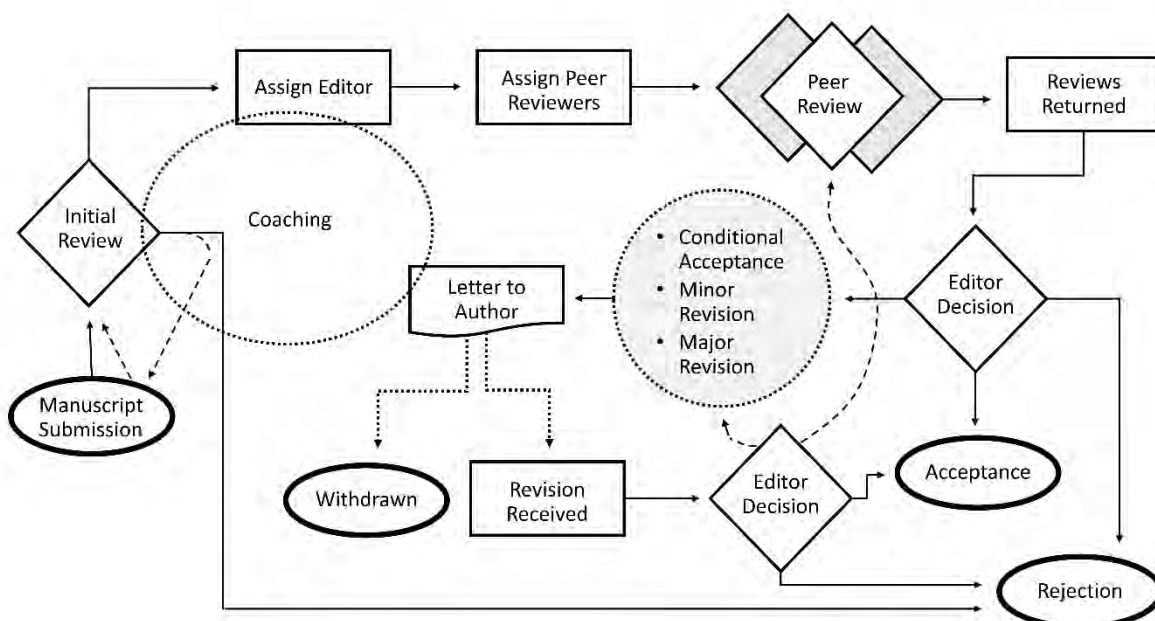 Assign Editor
Assign Peer
Reviewers
Peer
Review
Reviews
Returned
Initial
Review
Coaching
• Conditional
Acceptance
• Minor
Revision
• Major
Revision
Letter to
Author
Editor
Decision
Manuscript
Submission
Withdrawn
Revision
Received
Editor
Decision
Acceptance
Rejection